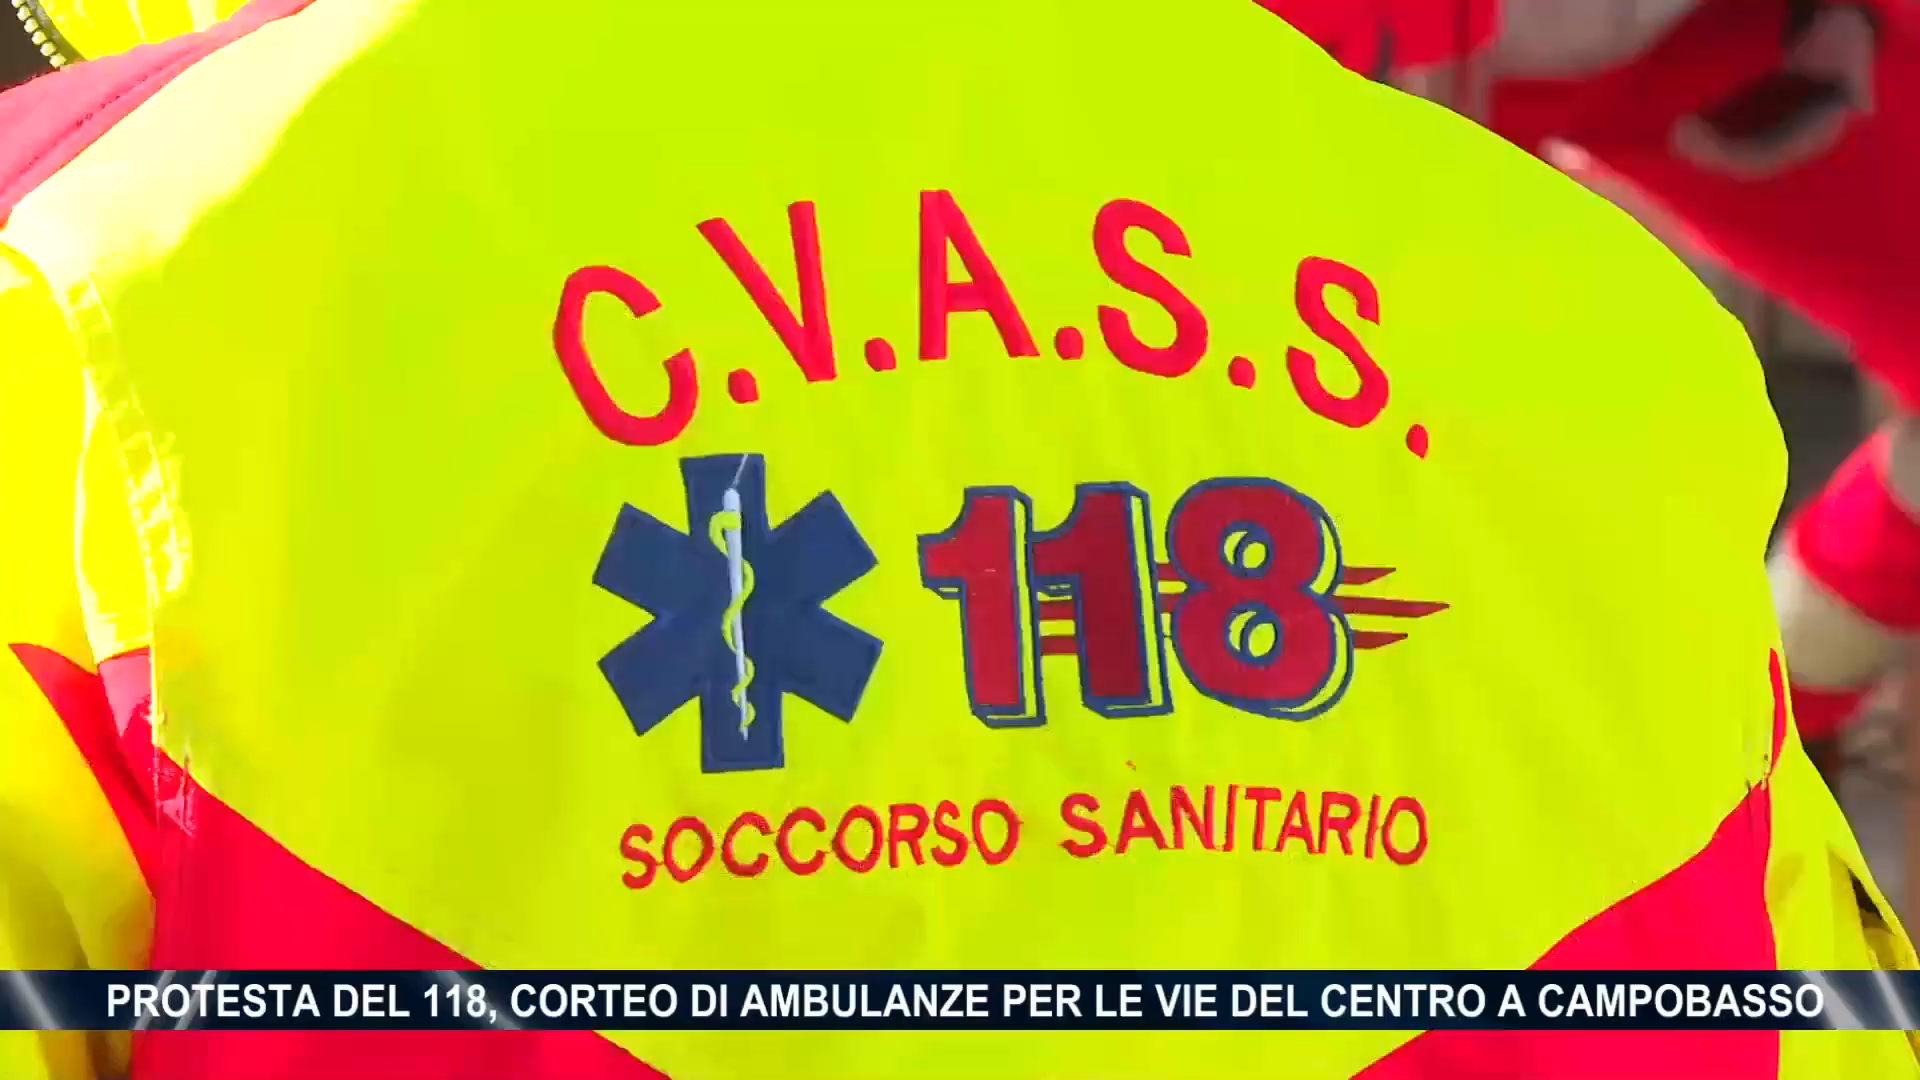 C.V.A.S.S.
118
SOCCORSO SANITARIO
PROTESTA DEL 118, CORTEO DI AMBULANZE PER LE VIE DEL CENTRO A CAMPOBASSO